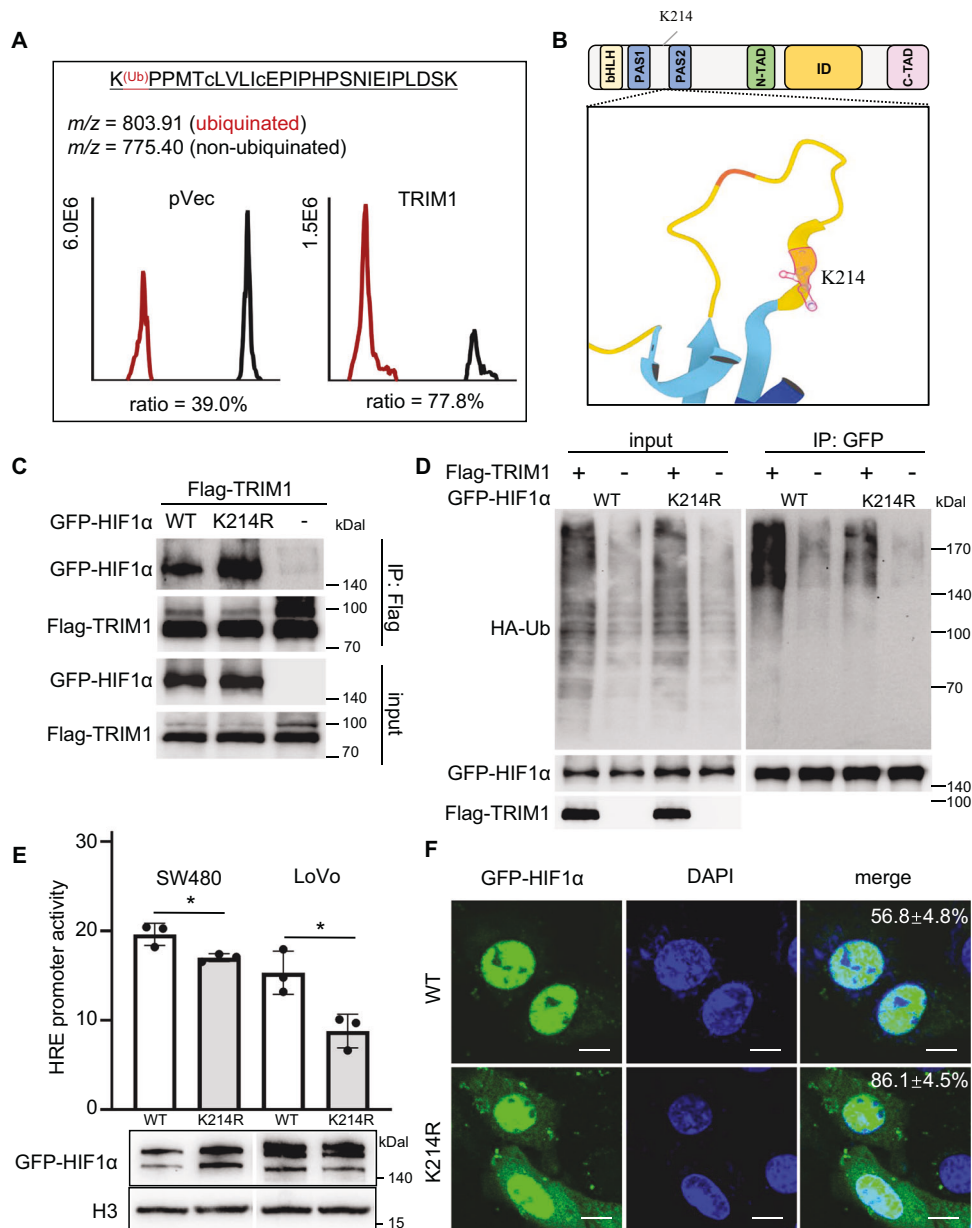 A
K(Ub)PPMTcLVLIcEPIPHPSNIEIPLDSK
m/z = 803.91 (ubiquinated)
m/z = 775.40 (non-ubiquinated)
pVec
TRIM1
6.0E6
1.5E6
ratio = 39.0%
ratio = 77.8%
B
K214
bHLH
PAS1
PAS2
N-TAD
ID
C-TAD
K214
C
Flag-TRIM1
GFP-HIF1α WT K214R - kDal
GFP-HIF1α
140
100
Flag-TRIM1
70
IP: Flag
GFP-HIF1α
140
100
Flag-TRIM1
70
input
D
input IP: GFP
Flag-TRIM1 + - + - + - + -
GFP-HIF1α WT K214R WT K214R kDal
170
140
HA-Ub
100
70
GFP-HIF1α
140
100
Flag-TRIM1
E
30
20
10
0
HRE promoter activity
SW480 LoVo
*
*
WT K214R WT K214R
kDal
GFP-HIF1α
140
H3
15
F
GFP-HIF1α DAPI merge
WT
56.8±4.8%
K214R
86.1±4.5%